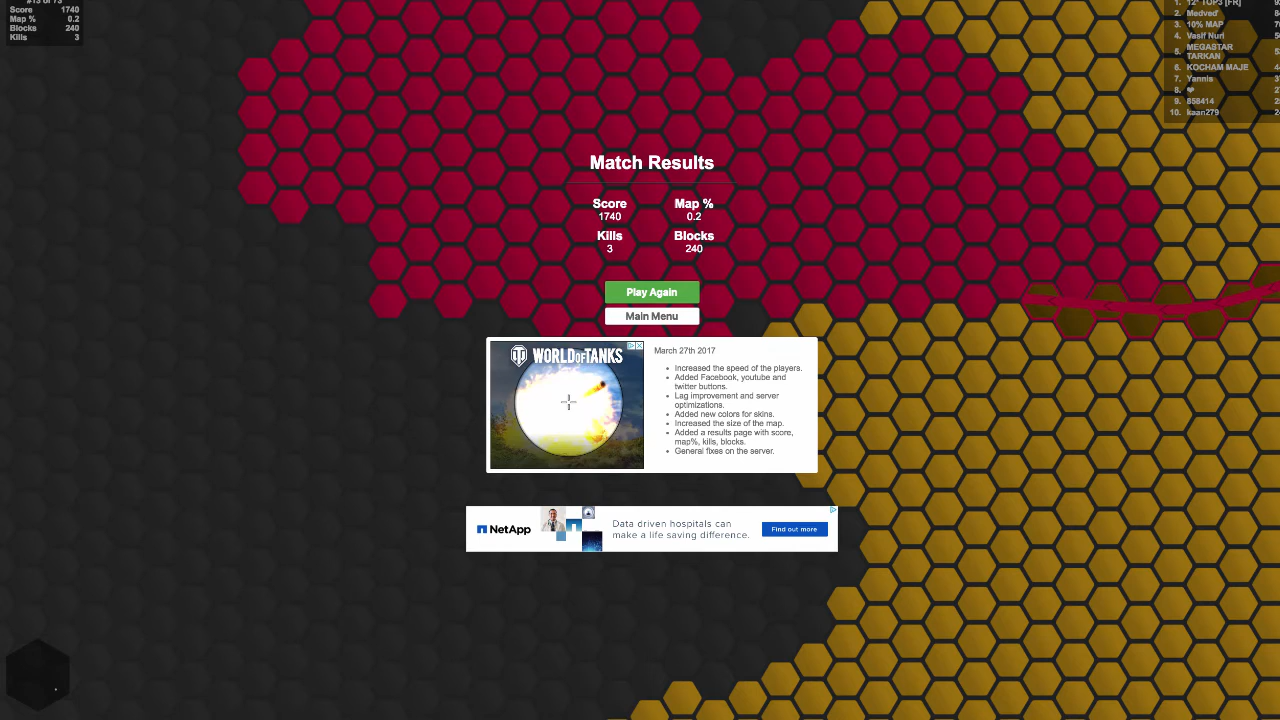 #13 of 73
Score 1740
Map % 0.2
Blocks 240
Kills 3
1. 12* TOP3 [FR]
2. Medved'
3. 10% MAP
4. Vasif Nuri
5. MEGASTAR
TARKAN
6. KOCHAM MAJE
7. Yannis
8. ❤
9. 858414
10. kaan279
Match Results
Score Map %
1740 0.2
Kills Blocks
3 240
Play Again
Main Menu
WORLD OF TANKS
March 27th 2017
• Increased the speed of the players.
• Added Facebook, youtube and
twitter buttons.
• Lag improvement and server
optimizations.
• Added new colors for skins.
• Increased the size of the map.
• Added a results page with score,
map%, kills, blocks.
• General fixes on the server.
NetApp
Data driven hospitals can
make a life saving difference.
Find out more